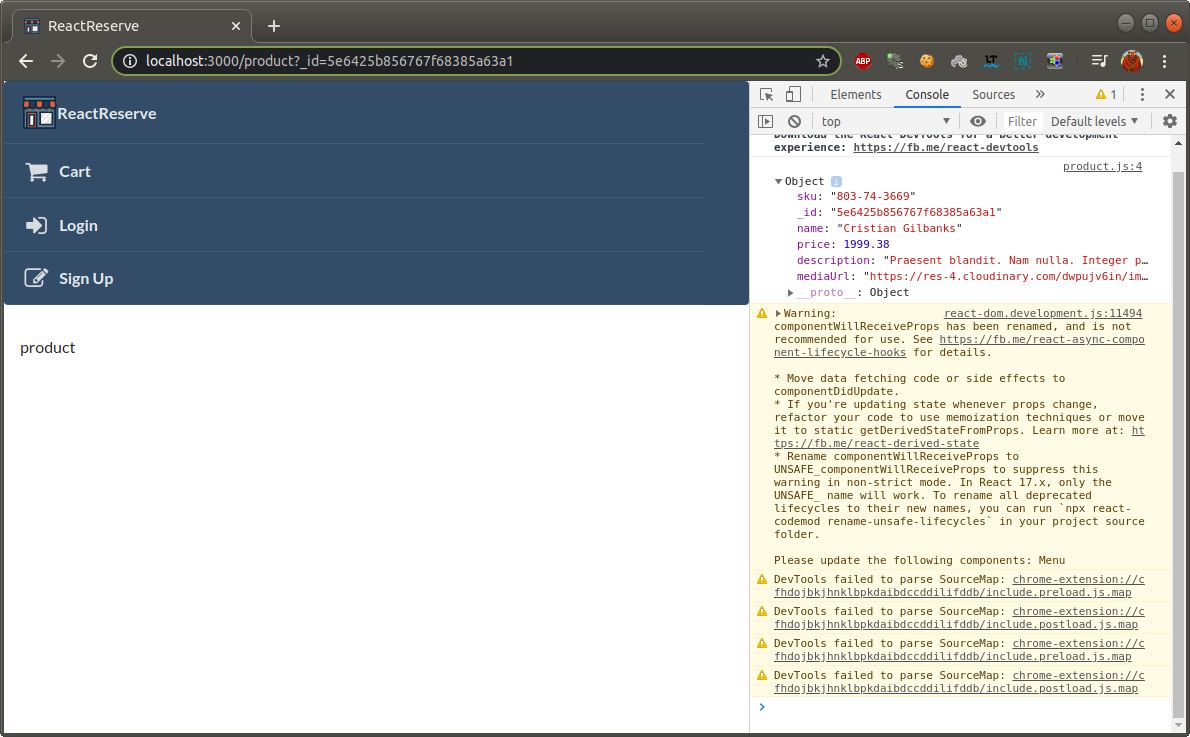 ReactReserve
localhost:3000/product?_id=5e6425b856767f68385a63a1
ABP
LT
N
ReactReserve
Cart
Login
Sign Up
product
Elements Console Sources » 1
top Filter Default levels
Download the React DevTools for a better development
experience: https://fb.me/react-devtools
product.js:4
Object i
sku: "803-74-3669"
_id: "5e6425b856767f68385a63a1"
name: "Cristian Gilbanks"
price: 1999.38
description: "Praesent blandit. Nam nulla. Integer p…
mediaUrl: "https://res-4.cloudinary.com/dwpujv6in/im…
__proto__: Object
Warning: react-dom.development.js:11494
componentWillReceiveProps has been renamed, and is not
recommended for use. See https://fb.me/react-async-compo
nent-lifecycle-hooks for details.
* Move data fetching code or side effects to
componentDidUpdate.
* If you're updating state whenever props change,
refactor your code to use memoization techniques or move
it to static getDerivedStateFromProps. Learn more at: ht
tps://fb.me/react-derived-state
* Rename componentWillReceiveProps to
UNSAFE_componentWillReceiveProps to suppress this
warning in non-strict mode. In React 17.x, only the
UNSAFE_ name will work. To rename all deprecated
lifecycles to their new names, you can run `npx react-
codemod rename-unsafe-lifecycles` in your project source
folder.
Please update the following components: Menu
DevTools failed to parse SourceMap: chrome-extension://c
fhdojbkjhnklbpkdaibdccddilifddb/include.preload.js.map
DevTools failed to parse SourceMap: chrome-extension://c
fhdojbkjhnklbpkdaibdccddilifddb/include.postload.js.map
DevTools failed to parse SourceMap: chrome-extension://c
fhdojbkjhnklbpkdaibdccddilifddb/include.preload.js.map
DevTools failed to parse SourceMap: chrome-extension://c
fhdojbkjhnklbpkdaibdccddilifddb/include.postload.js.map